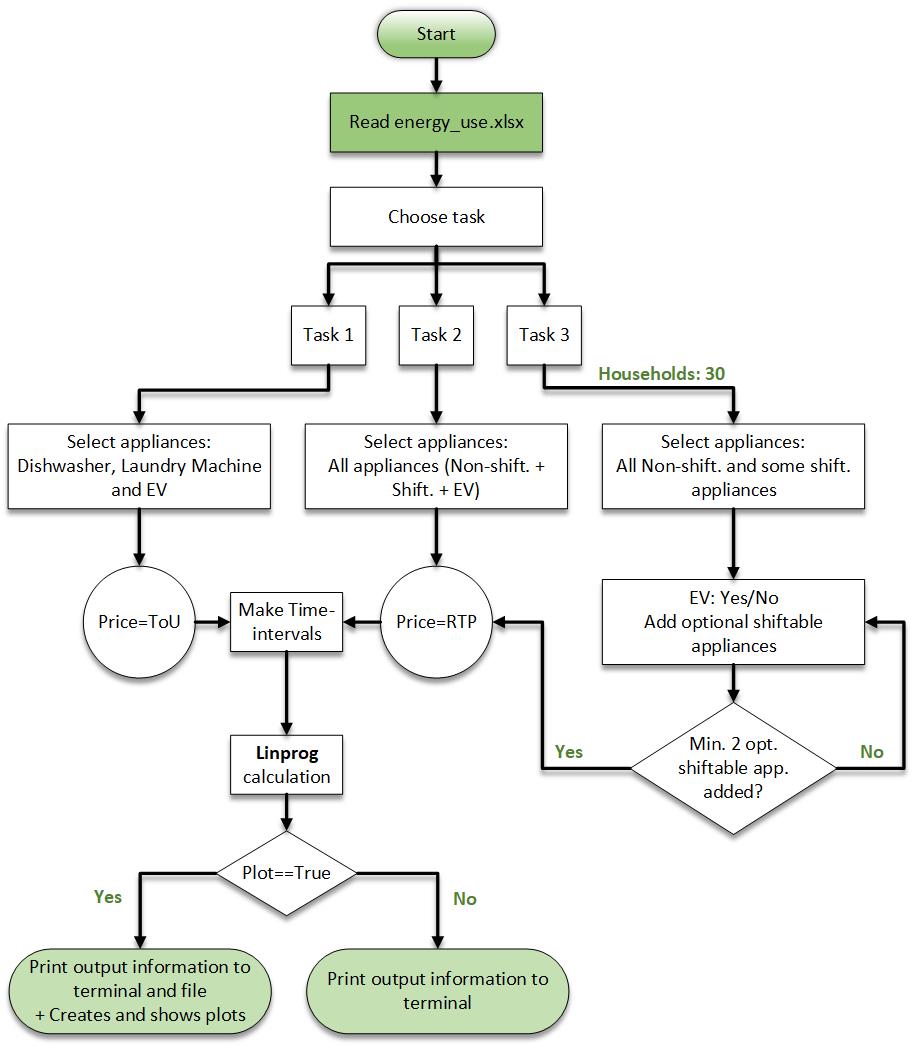 Start
Read energy_use.xlsx
Choose task
Task 1
Task 2
Task 3
Households: 30
Select appliances:
Dishwasher, Laundry Machine
and EV
Select appliances:
All appliances (Non-shift. +
Shift. + EV)
Select appliances:
All Non-shift. and some shift.
appliances
Price=ToU
Make Time-
intervals
Price=RTP
EV: Yes/No
Add optional shiftable
appliances
Linprog
calculation
Yes
Min. 2 opt.
shiftable app.
added?
No
Plot==True
Yes
No
Print output information to
terminal and file
+ Creates and shows plots
Print output information to
terminal